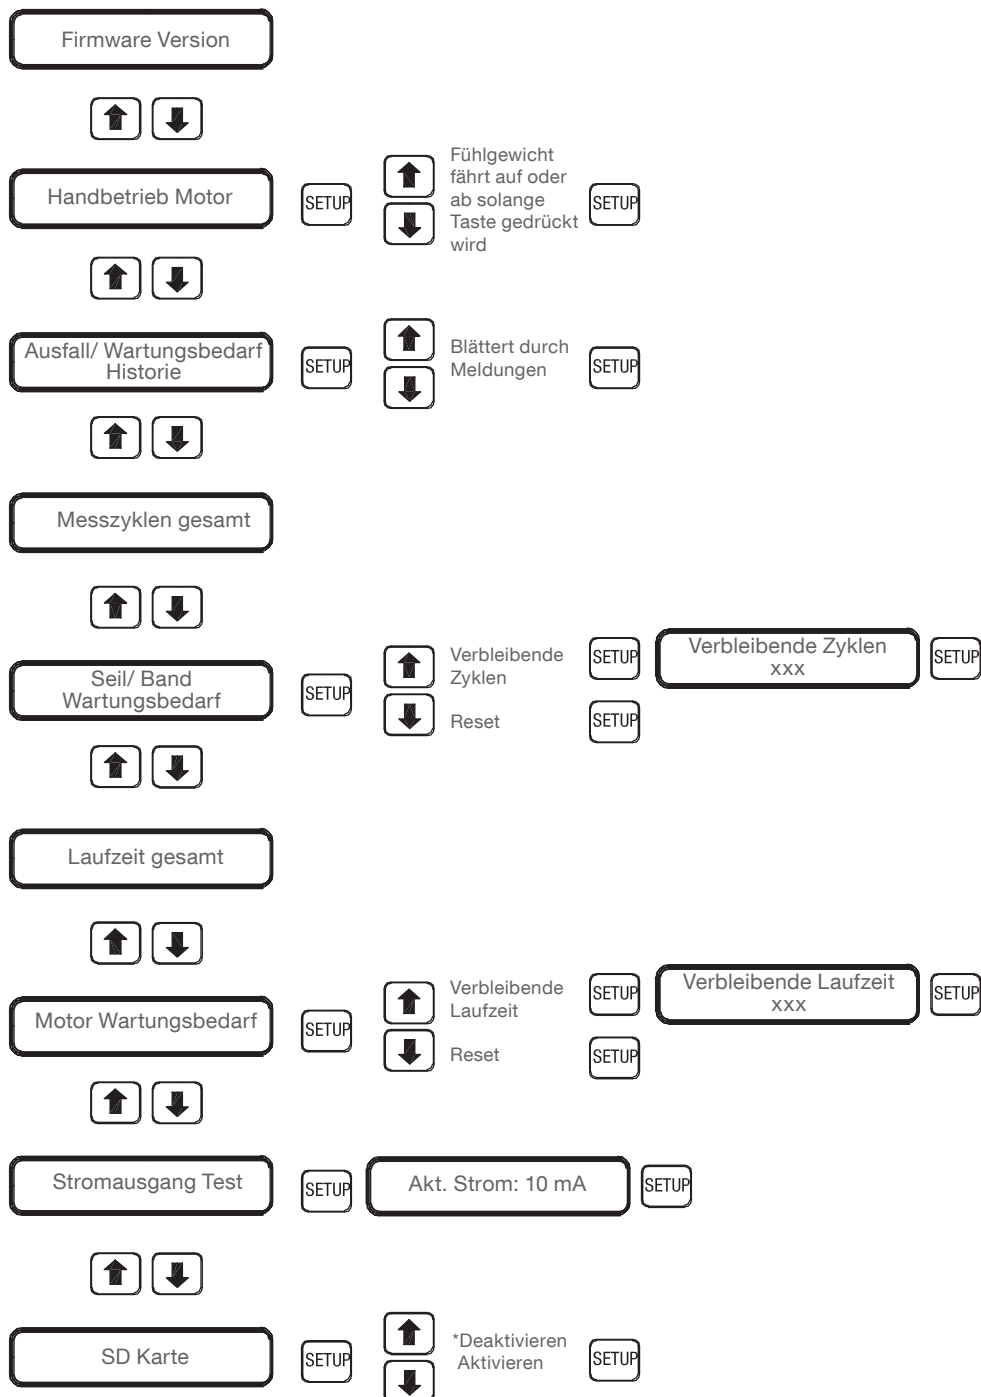 Firmware Version
Handbetrieb Motor
SETUP
Fühlgewicht
fährt auf oder
ab solange
Taste gedrückt
wird
SETUP
Ausfall/ Wartungsbedarf
Historie
SETUP
Blättert durch
Meldungen
SETUP
Messzyklen gesamt
Seil/ Band
Wartungsbedarf
SETUP
Verbleibende
Zyklen
SETUP
Verbleibende Zyklen
xxx
SETUP
Reset
SETUP
Laufzeit gesamt
Motor Wartungsbedarf
SETUP
Verbleibende
Laufzeit
SETUP
Verbleibende Laufzeit
xxx
SETUP
Reset
SETUP
Stromausgang Test
SETUP
Akt. Strom: 10 mA
SETUP
SD Karte
SETUP
*Deaktivieren
Aktivieren
SETUP